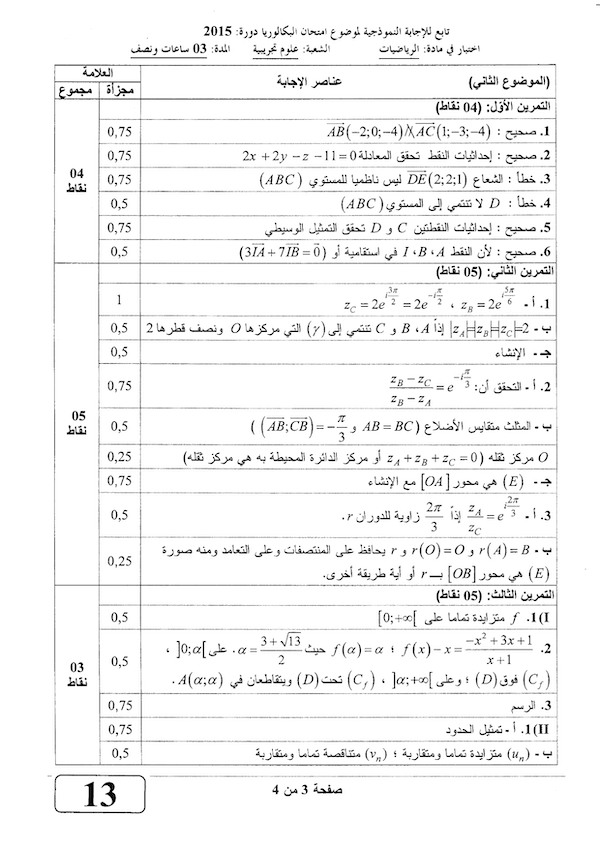 تابع للإجابة النموذجية لموضوع امتحان البكالوريا دورة: 2015
اختبار في مادة: الرياضيات الشعبة: علوم تجريبية المدة: 03 ساعات ونصف
العلامة
(الموضوع الثاني) عناصر الإجابة مجزأة مجموع
التمرين الأول: (04 نقاط)
1. صحيح : $\overrightarrow{AB}(-2;0;-4) \not\parallel \overrightarrow{AC}(1;-3;-4)$ 0,75
2. صحيح : إحداثيات النقط تحقق المعادلة $2x+2y-z-11=0$ 0,75
3. خطأ : الشعاع $\overrightarrow{DE}(2;2;1)$ ليس ناظميا للمستوي $(ABC)$ 0,75
4. خطأ : $D$ لا تنتمي إلى المستوي $(ABC)$ 0,5
5. صحيح : إحداثيات النقطتين $C$ و $D$ تحقق التمثيل الوسيطي 0,75
6. صحيح : لأن النقط $A$ ، $B$ ، $I$ في استقامية أو $(3\overrightarrow{IA}+7\overrightarrow{IB}=\vec{0})$ 0,5
04 نقاط
التمرين الثاني: (05 نقاط)
1. أ - $z_B=2e^{i\frac{5\pi}{6}}$ ، $z_C=2e^{i\frac{3\pi}{2}}=2e^{-i\frac{\pi}{2}}$ 1
ب - $|z_A|=|z_B|=|z_C|=2$ إذاً $A$ ، $B$ و $C$ تنتمي إلى $(\gamma)$ التي مركزها $O$ ونصف قطرها 2 0,5
جـ - الإنشاء 0,5
2. أ - التحقق أن: $\frac{z_B-z_C}{z_B-z_A}=e^{-i\frac{\pi}{3}}$ 0,75
ب - المثلث متقايس الأضلاع ($AB=BC$ و $(\overrightarrow{AB};\overrightarrow{CB})=-\frac{\pi}{3}$) 0,5
$O$ مركز ثقله ($z_A+z_B+z_C=0$ أو مركز الدائرة المحيطة به هي مركز ثقله) 0,25
جـ - $(E)$ هي محور $[OA]$ مع الإنشاء 0,75
3. أ - $\frac{z_A}{z_C}=e^{i\frac{2\pi}{3}}$ إذاً $\frac{2\pi}{3}$ زاوية للدوران $r$. 0,5
ب - $r(A)=B$ و $r(O)=O$ و $r$ يحافظ على المنتصفات وعلى التعامد ومنه صورة
$(E)$ هي محور $[OB]$ بـ $r$ أو أية طريقة أخرى. 0,25
05 نقاط
التمرين الثالث: (05 نقاط)
I)1. $f$ متزايدة تماما على $[0;+\infty[$ 0,5
2. $f(x)-x=\frac{-x^2+3x+1}{x+1}$ ؛ $f(\alpha)=\alpha$ حيث $\alpha=\frac{3+\sqrt{13}}{2}$. على $]0;\alpha[$ ،
$(C_f)$ فوق $(D)$ ؛ وعلى $]\alpha;+\infty[$ ، $(C_f)$ تحت $(D)$ ويتقاطعان في $A(\alpha;\alpha)$. 0,5
3. الرسم 0,75
II)1. أ - تمثيل الحدود 0,75
ب - $(u_n)$ متزايدة تماما ومتقاربة ؛ $(v_n)$ متناقصة تماما ومتقاربة 0,5
03 نقاط
صفحة 3 من 4
13